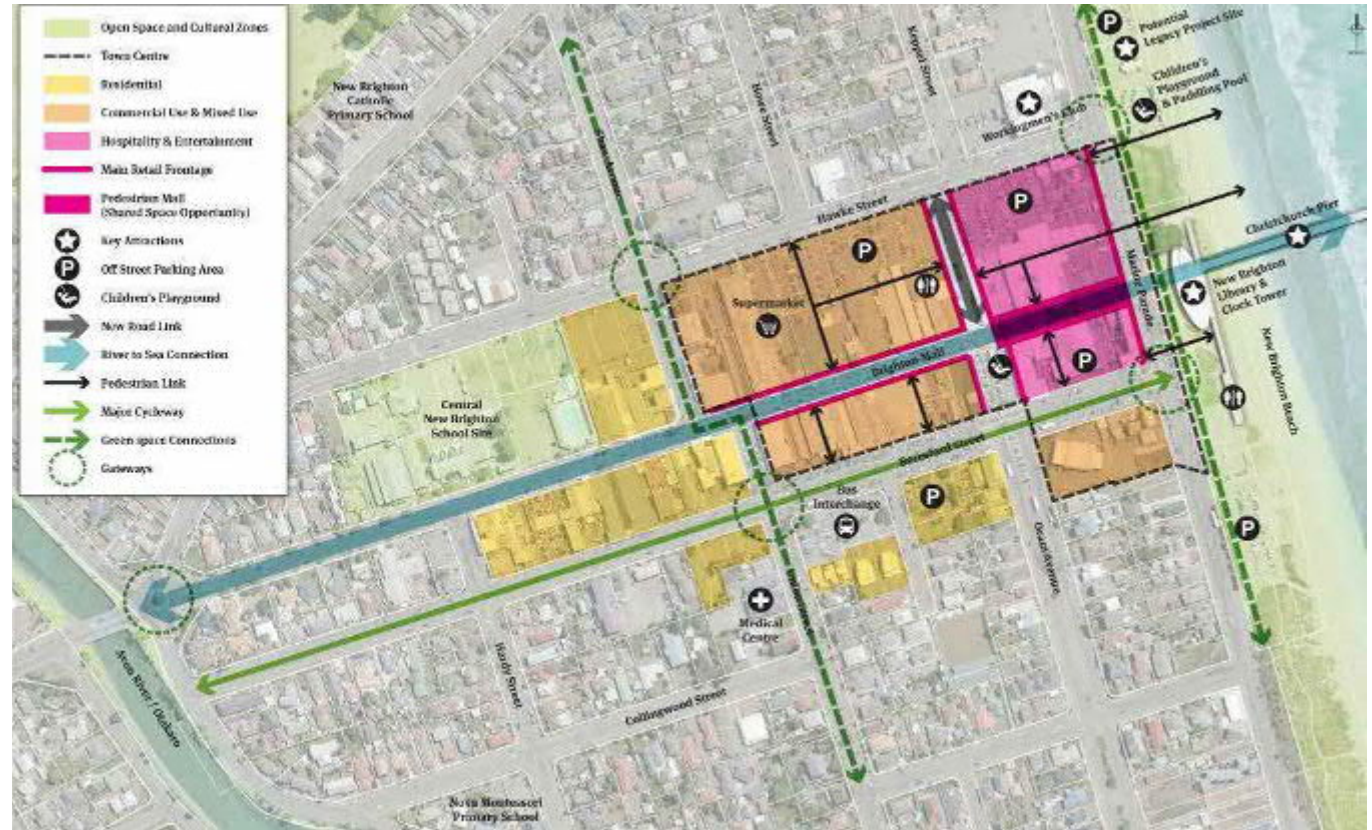 Open Space and Cultural Zones
Town Centre
Residential
Commercial Use & Mixed Use
Hospitality & Entertainment
Main Retail Frontage
Pedestrian Mall
(Shared Space Opportunity)
Key Attractions
P
Off Street Parking Area
Children's Playground
New Road Link
River to Sea Connection
Pedestrian Link
Major Cycleway
Green space Connections
Gateways
New Brighton
Catholic
Primary School
Howe Street
Keppel Street
P
Potential
Legacy Project Site
Children's
Playground
& Paddling Pool
Workingmen's Club
Hawke Street
P
P
Supermarket
Marine Parade
Christchurch Pier
New Brighton
Library &
Clock Tower
New Brighton Beach
Brighton Mall
P
Central
New Brighton
School Site
Beresford Street
Bus
Interchange
P
P
Oram Avenue
Medical
Centre
Hardy Street
Collingwood Street
Avon River / Otakaro
Nova Montessori
Primary School